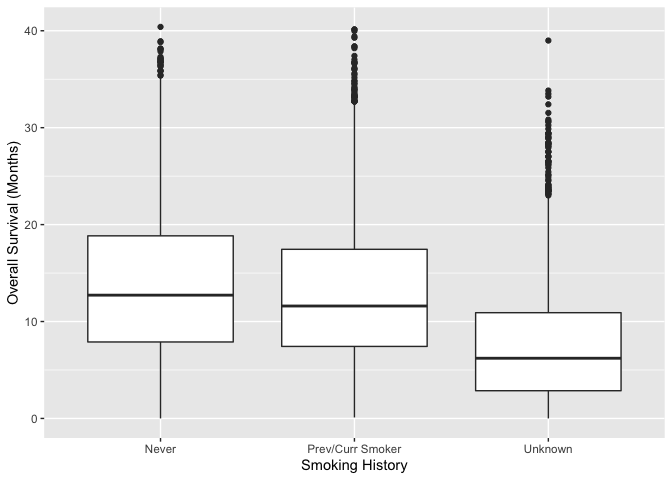 Overall Survival (Months)
40
30
20
10
0
Never
Prev/Curr Smoker
Unknown
Smoking History